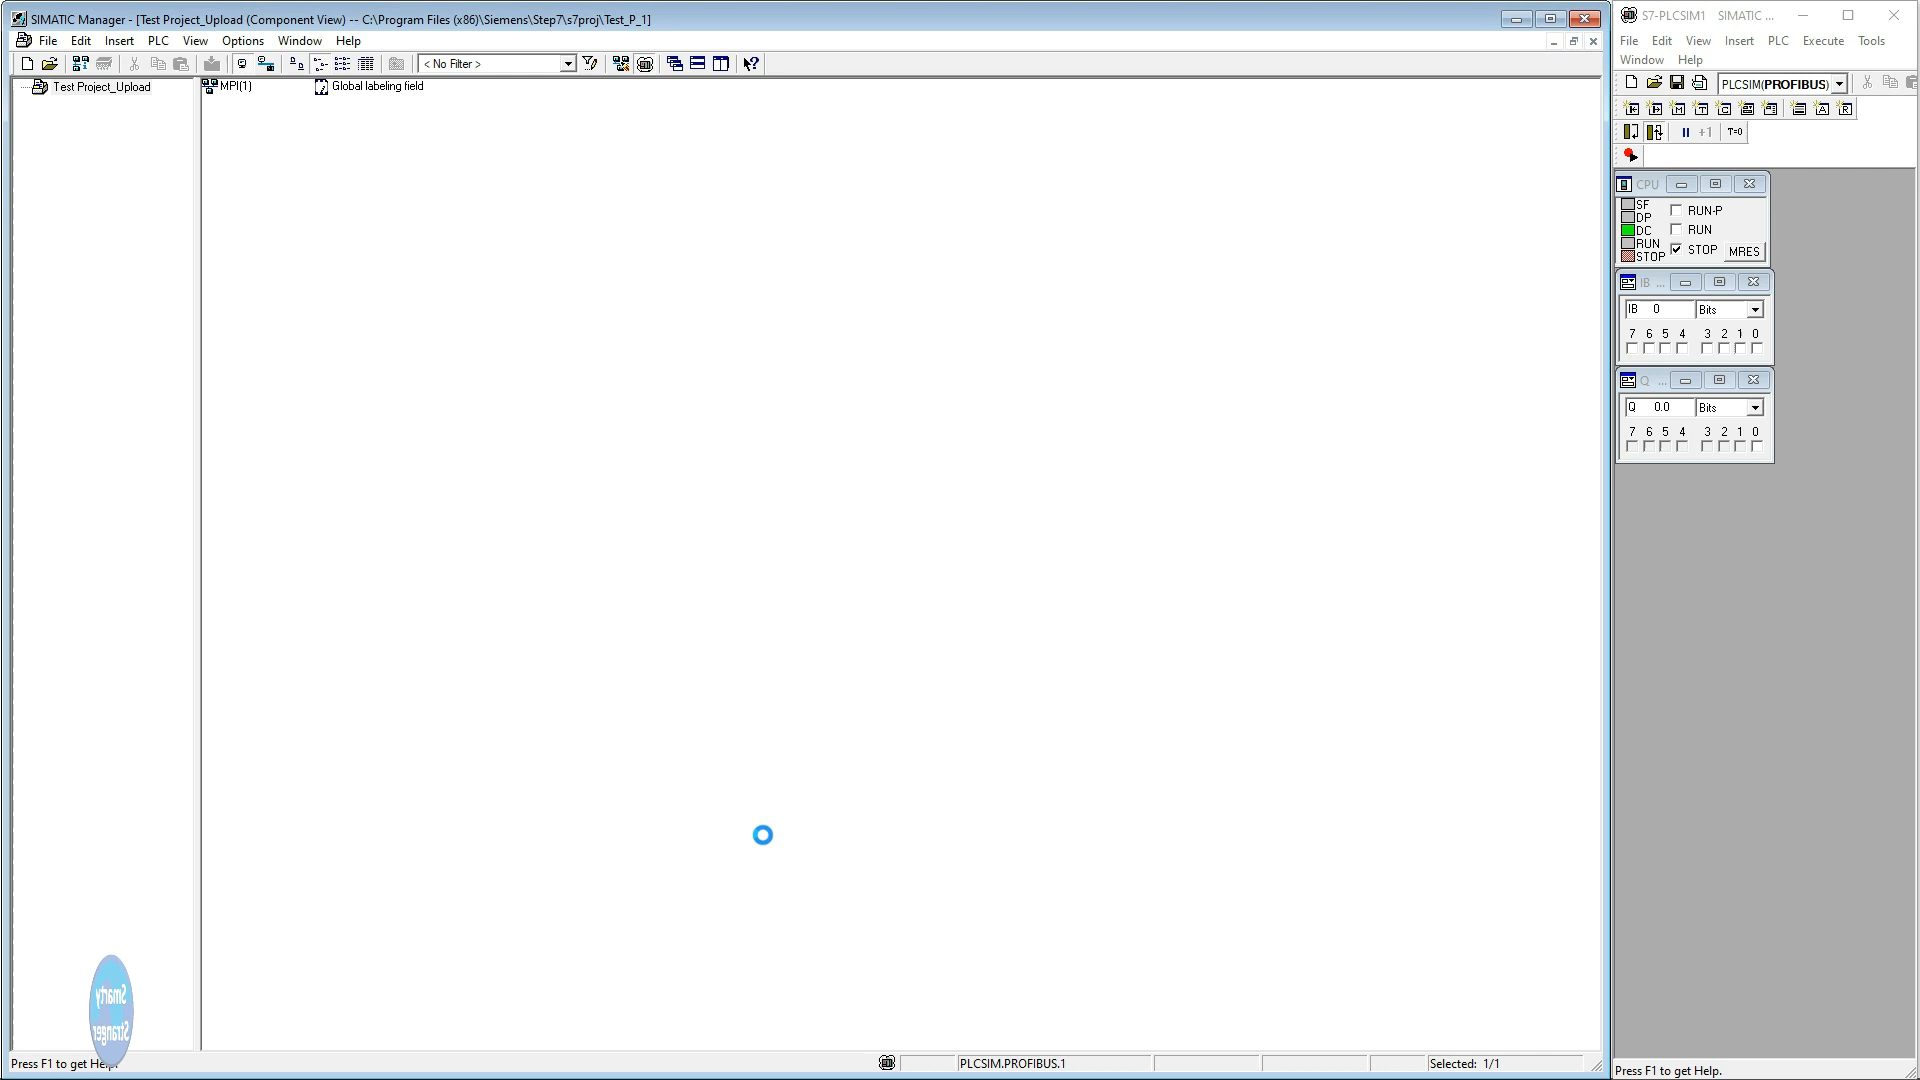 SIMATIC Manager - [Test Project_Upload (Component View) -- C:\Program Files (x86)\Siemens\Step7\s7proj\Test_P_1]
File Edit Insert PLC View Options Window Help
< No Filter >
Test Project_Upload
MPI(1)
Global labeling field
Smarty
Stranger
Press F1 to get Help.
PLCSIM.PROFIBUS.1
Selected: 1/1
S7-PLCSIM1 SIMATIC ...
File Edit View Insert PLC Execute Tools
Window Help
PLCSIM(PROFIBUS)
+1 T=0
CPU
SF
DP
DC
RUN
STOP
RUN-P
RUN
STOP
MRES
IB ...
IB 0 Bits
7 6 5 4 3 2 1 0
Q ...
Q 0.0 Bits
7 6 5 4 3 2 1 0
Press F1 to get Help.